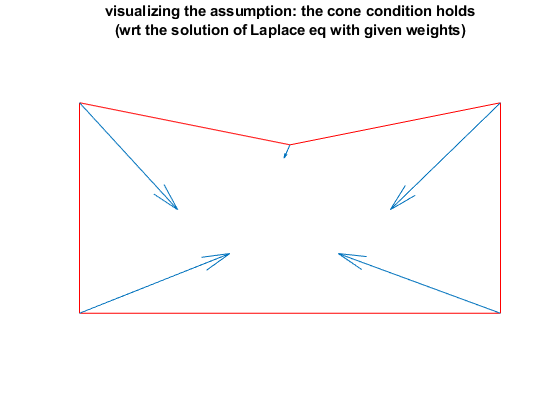 visualizing the assumption: the cone condition holds
(wrt the solution of Laplace eq with given weights)